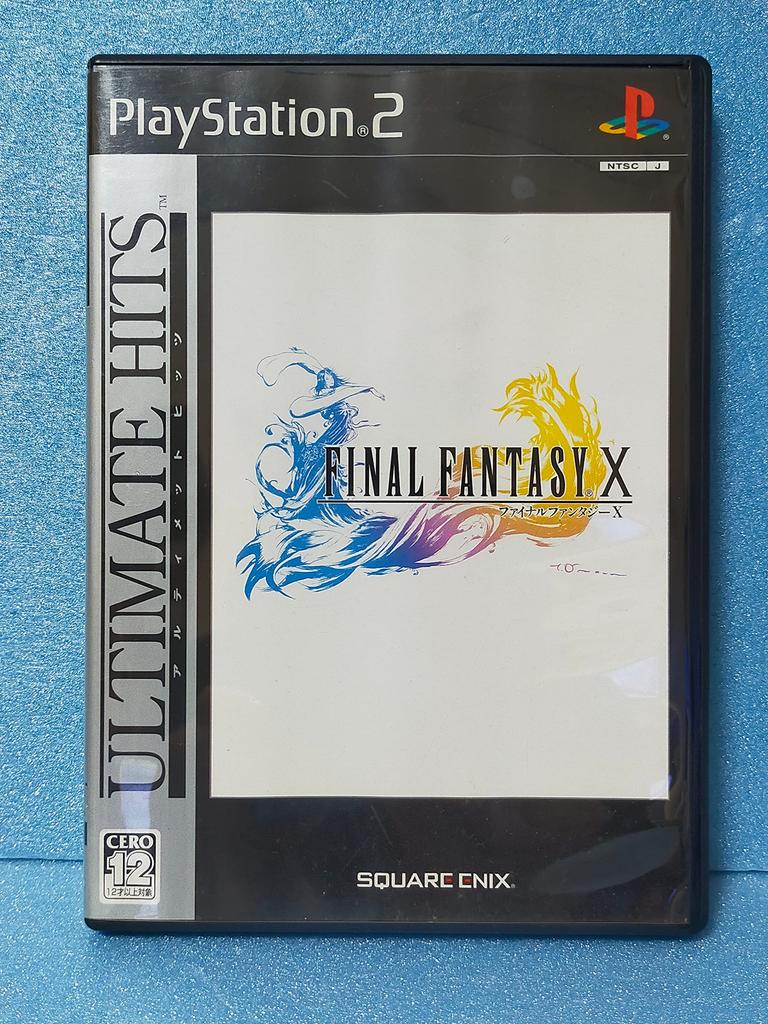 PlayStation®2
NTSC J
ULTIMATE HITS™
アルティメットヒッツ
FINAL FANTASY® X
ファイナルファンタジーX
CERO
12
12才以上対象
SQUARE ENIX®